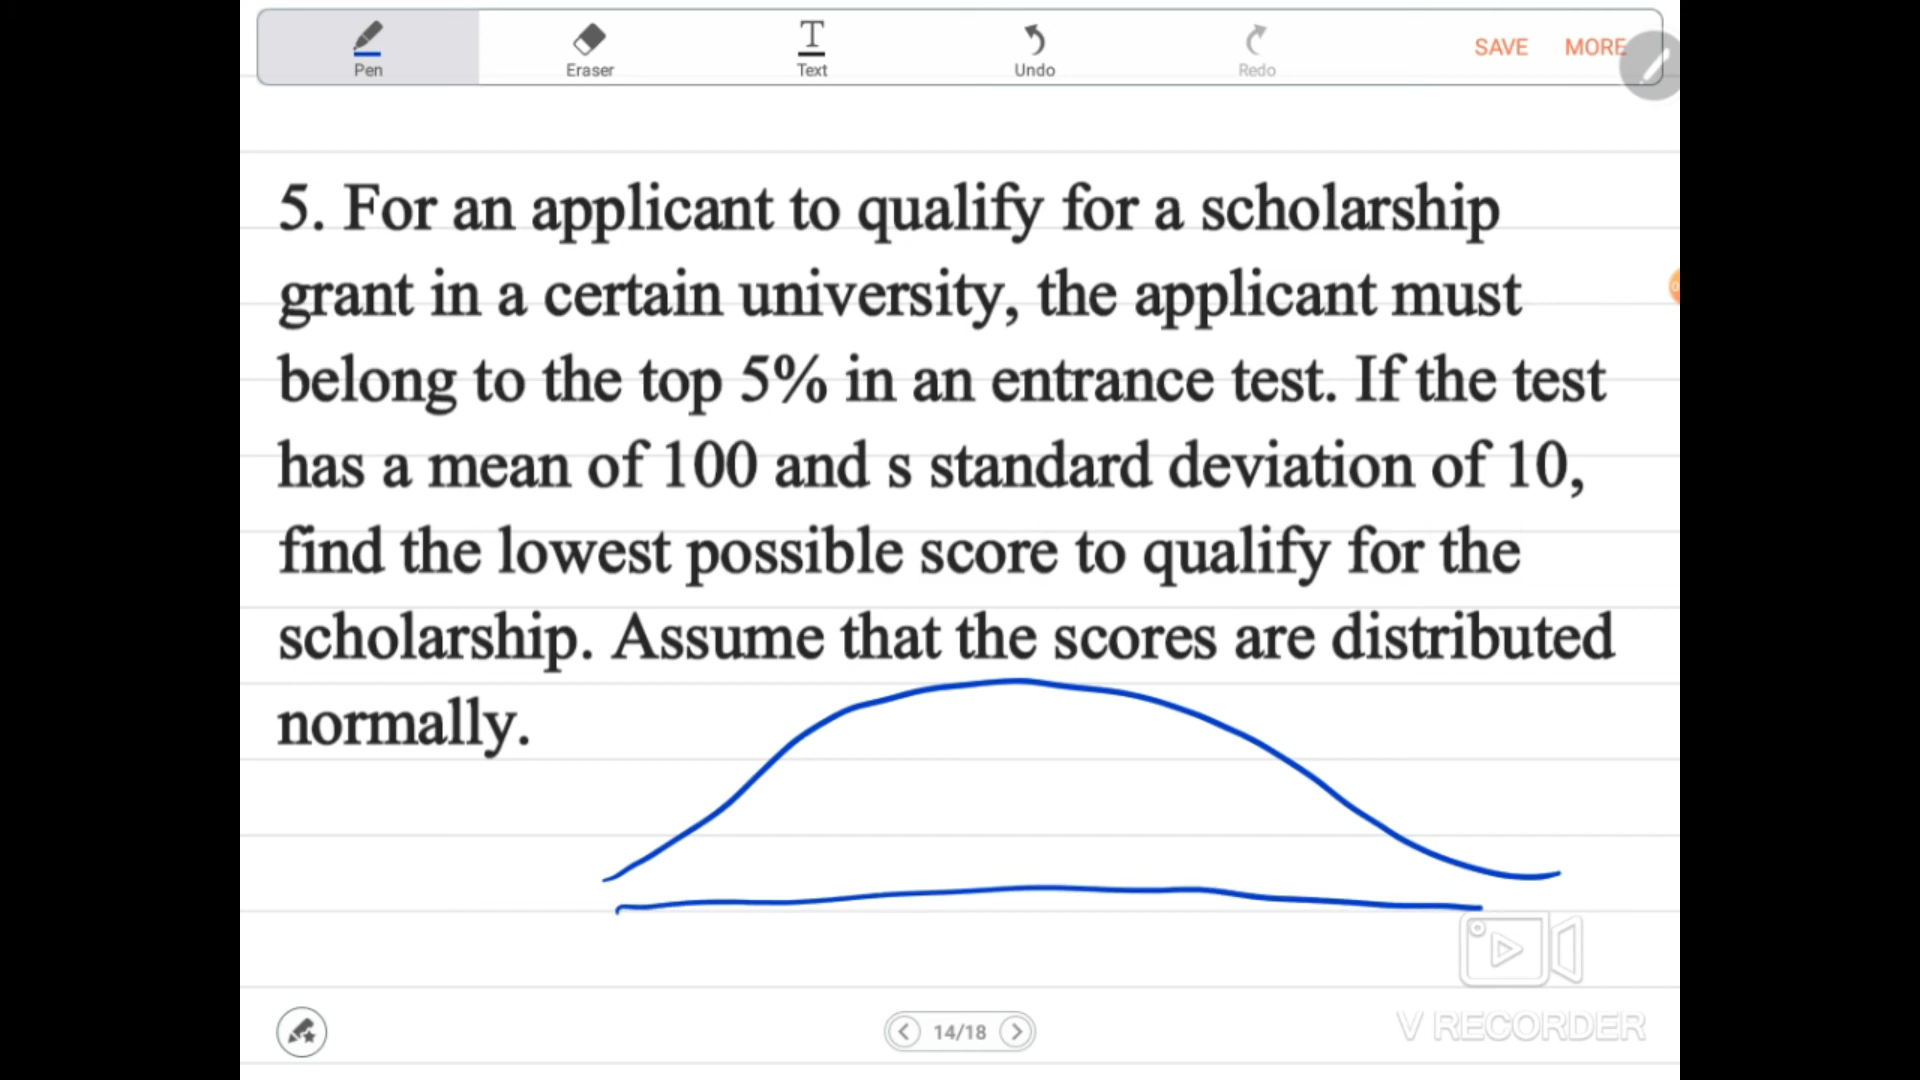 Pen
Eraser
Text
Undo
Redo
SAVE
MORE
5. For an applicant to qualify for a scholarship
grant in a certain university, the applicant must
belong to the top 5% in an entrance test. If the test
has a mean of 100 and s standard deviation of 10,
find the lowest possible score to qualify for the
scholarship. Assume that the scores are distributed
normally.
14/18
V RECORDER